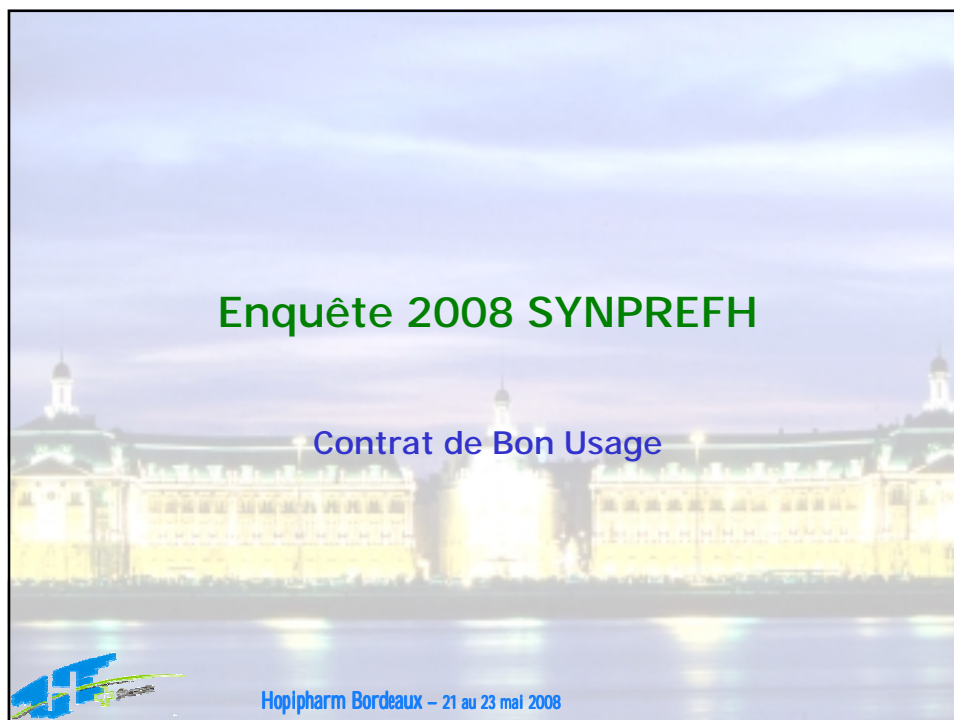 Enquête 2008 SYNPREFH
Contrat de Bon Usage
Hopipharm Bordeaux – 21 au 23 mai 2008